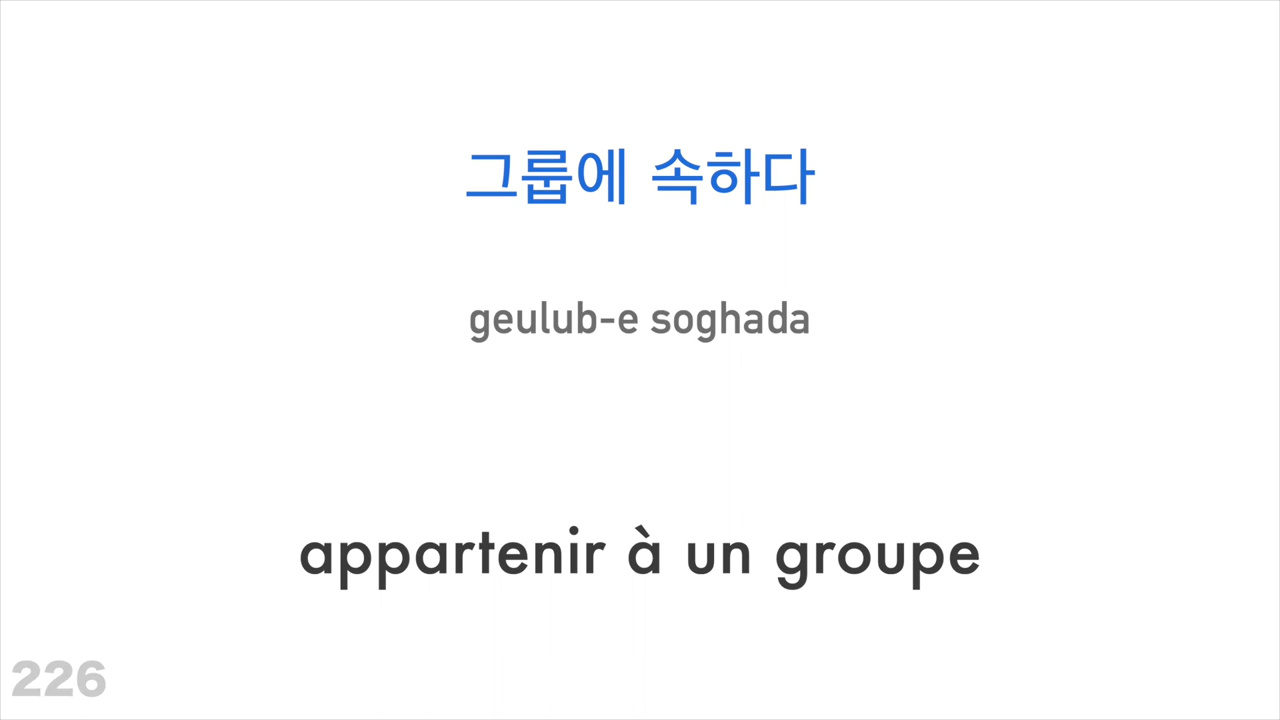 그룹에 속하다
geulub-e soghada
appartenir à un groupe
226